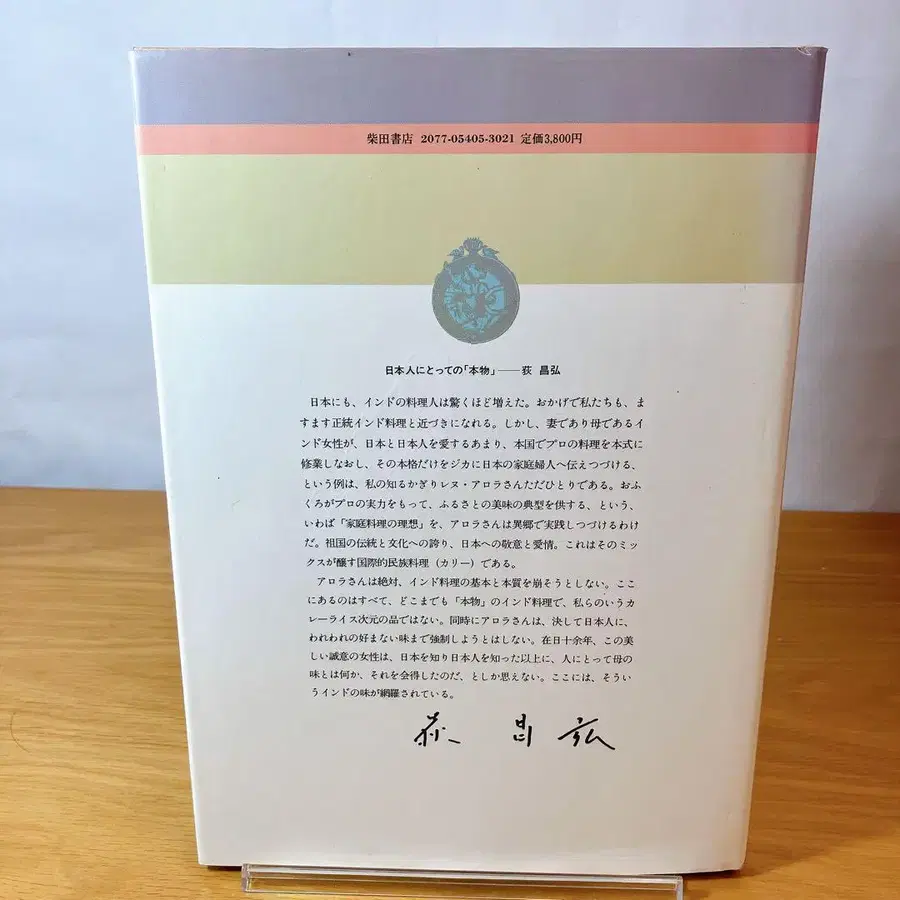 柴田書店 2077-05405-3021 定価3,800円
日本人にとっての「本物」——荻 昌弘
日本にも、インドの料理人は驚くほど増えた。おかげで私たちも、ま
すます正統インド料理と近づきになれる。しかし、妻であり母であるイ
ンド女性が、日本と日本人を愛するあまり、本国でプロの料理を本式に
修業しなおし、その本格だけをジカに日本の家庭婦人へ伝えつづける、
という例は、私の知るかぎりレヌ・アロラさんただひとりである。おふ
くろがプロの実力をもって、ふるさとの美味の典型を供する、という、
いわば「家庭料理の理想」を、アロラさんは異郷で実践しつづけるわけ
だ。祖国の伝統と文化への誇り、日本への敬意と愛情。これはそのミッ
クスが醸す国際的民族料理（カリー）である。
アロラさんは絶対、インド料理の基本と本質を崩そうとしない。ここ
にあるのはすべて、どこまでも「本物」のインド料理で、私らのいうカ
レーライス次元の品ではない。同時にアロラさんは、決して日本人に、
われわれの好まない味まで強制しようとはしない。在日十余年、この美
しい誠意の女性は、日本を知り日本人を知った以上に、人にとって母の
味とは何か、それを会得したのだ、としか思えない。ここには、そうい
うインドの味が網羅されている。
荻 昌弘